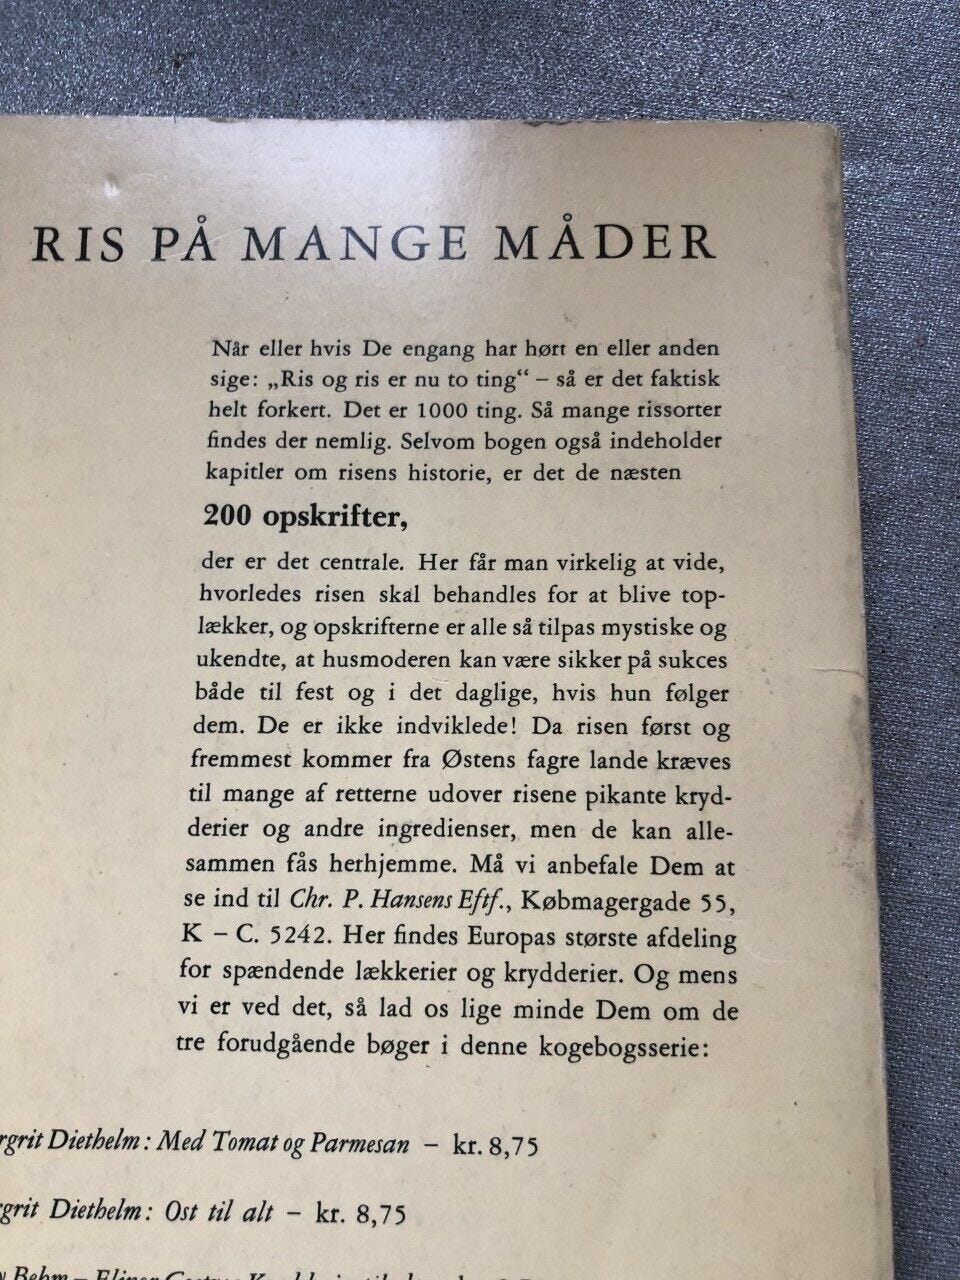 RIS PÅ MANGE MÅDER
Når eller hvis De engang har hørt en eller anden
sige: „Ris og ris er nu to ting“ – så er det faktisk
helt forkert. Det er 1000 ting. Så mange rissorter
findes der nemlig. Selvom bogen også indeholder
kapitler om risens historie, er det de næsten
200 opskrifter,
der er det centrale. Her får man virkelig at vide,
hvorledes risen skal behandles for at blive top-
lækker, og opskrifterne er alle så tilpas mystiske og
ukendte, at husmoderen kan være sikker på sukces
både til fest og i det daglige, hvis hun følger
dem. De er ikke indviklede! Da risen først og
fremmest kommer fra Østens fagre lande kræves
til mange af retterne udover risene pikante kryd-
derier og andre ingredienser, men de kan alle-
sammen fås herhjemme. Må vi anbefale Dem at
se ind til Chr. P. Hansens Eftf., Købmagergade 55,
K – C. 5242. Her findes Europas største afdeling
for spændende lækkerier og krydderier. Og mens
vi er ved det, så lad os lige minde Dem om de
tre forudgående bøger i denne kogebogsserie:
rgrit Diethelm: Med Tomat og Parmesan – kr. 8,75
rgrit Diethelm: Ost til alt – kr. 8,75
Behm – Elinor